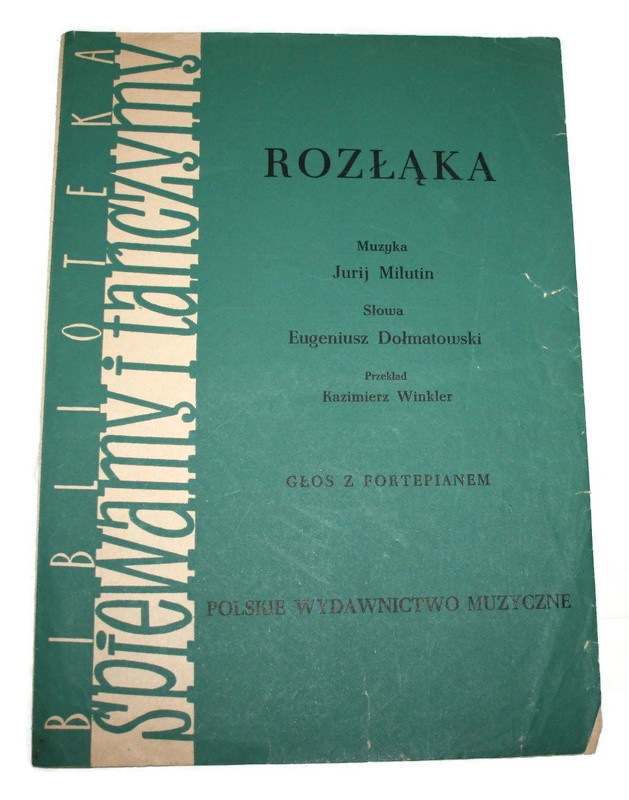 BIBLIOTEKA
Śpiewamy i tańczymy
ROZŁĄKA
Muzyka
Jurij Milutin
Słowa
Eugeniusz Dołmatowski
Przekład
Kazimierz Winkler
GŁOS Z FORTEPIANEM
POLSKIE WYDAWNICTWO MUZYCZNE